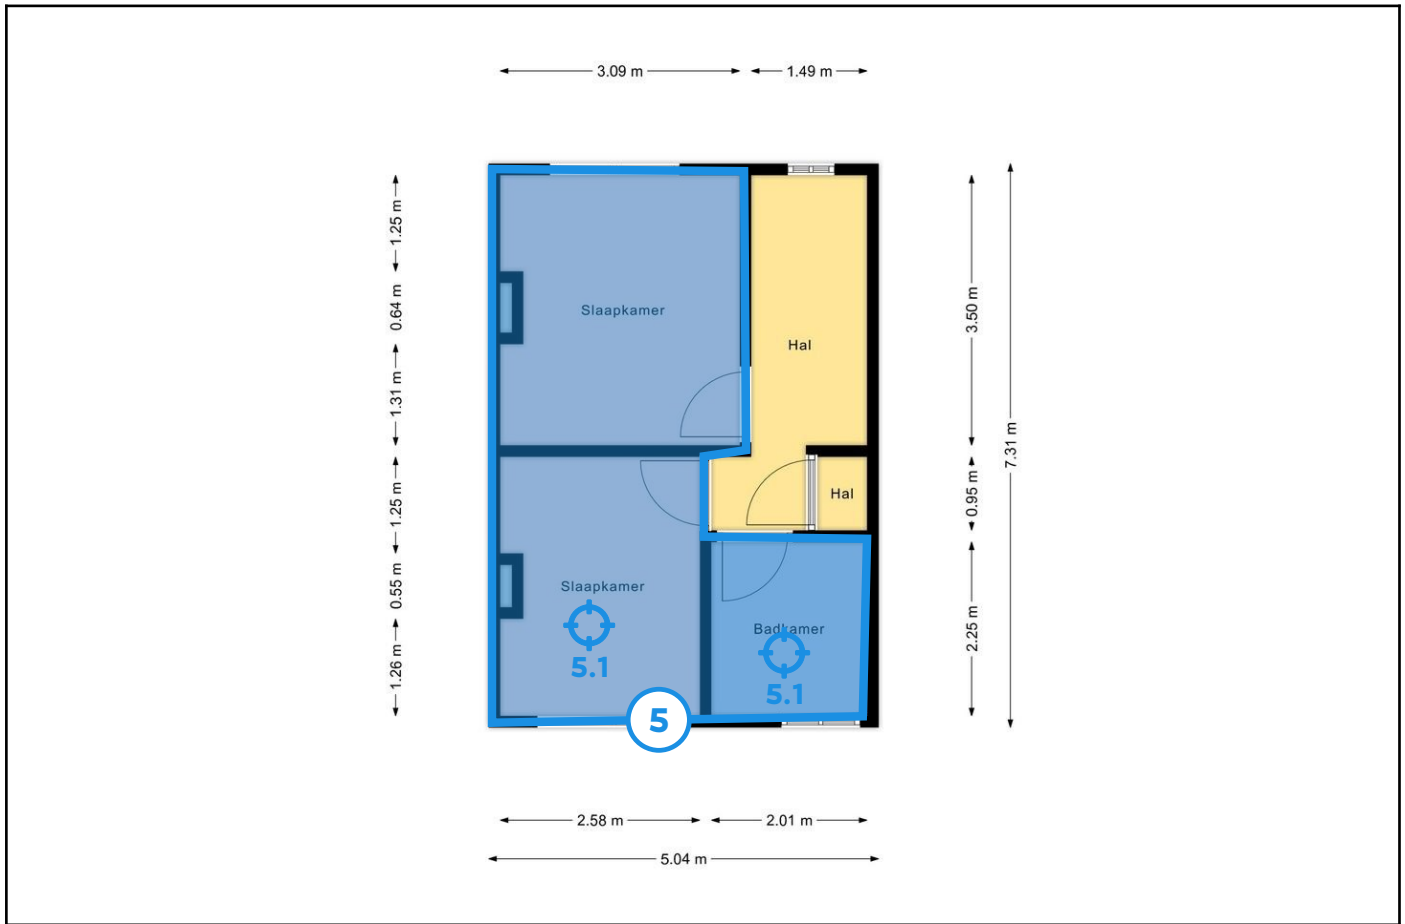 3.09 m
1.49 m
1.25 m
0.64 m
1.31 m
1.25 m
0.55 m
1.26 m
Slaapkamer
Hal
Hal
Slaapkamer
5.1
Badkamer
5.1
5
3.50 m
0.95 m
2.25 m
7.31 m
2.58 m
2.01 m
5.04 m